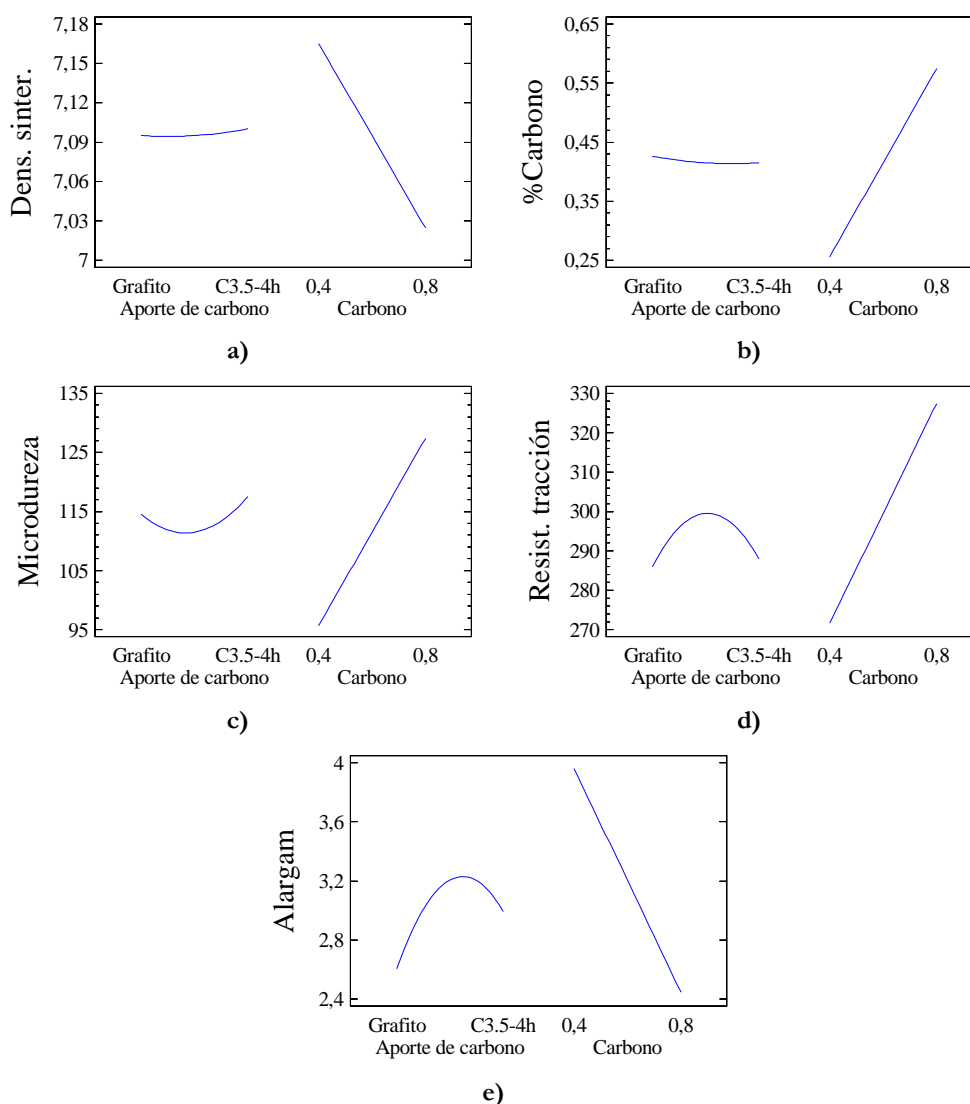 Dens. sinter.
7,18
7,15
7,12
7,09
7,06
7,03
7
Grafito C3.5-4h 0,4 0,8
Aporte de carbono Carbono
a)
%Carbono
0,65
0,55
0,45
0,35
0,25
Grafito C3.5-4h 0,4 0,8
Aporte de carbono Carbono
b)
Microdureza
135
125
115
105
95
Grafito C3.5-4h 0,4 0,8
Aporte de carbono Carbono
c)
Resist. tracción
330
320
310
300
290
280
270
Grafito C3.5-4h 0,4 0,8
Aporte de carbono Carbono
d)
Alargam
4
3,6
3,2
2,8
2,4
Grafito C3.5-4h 0,4 0,8
Aporte de carbono Carbono
e)